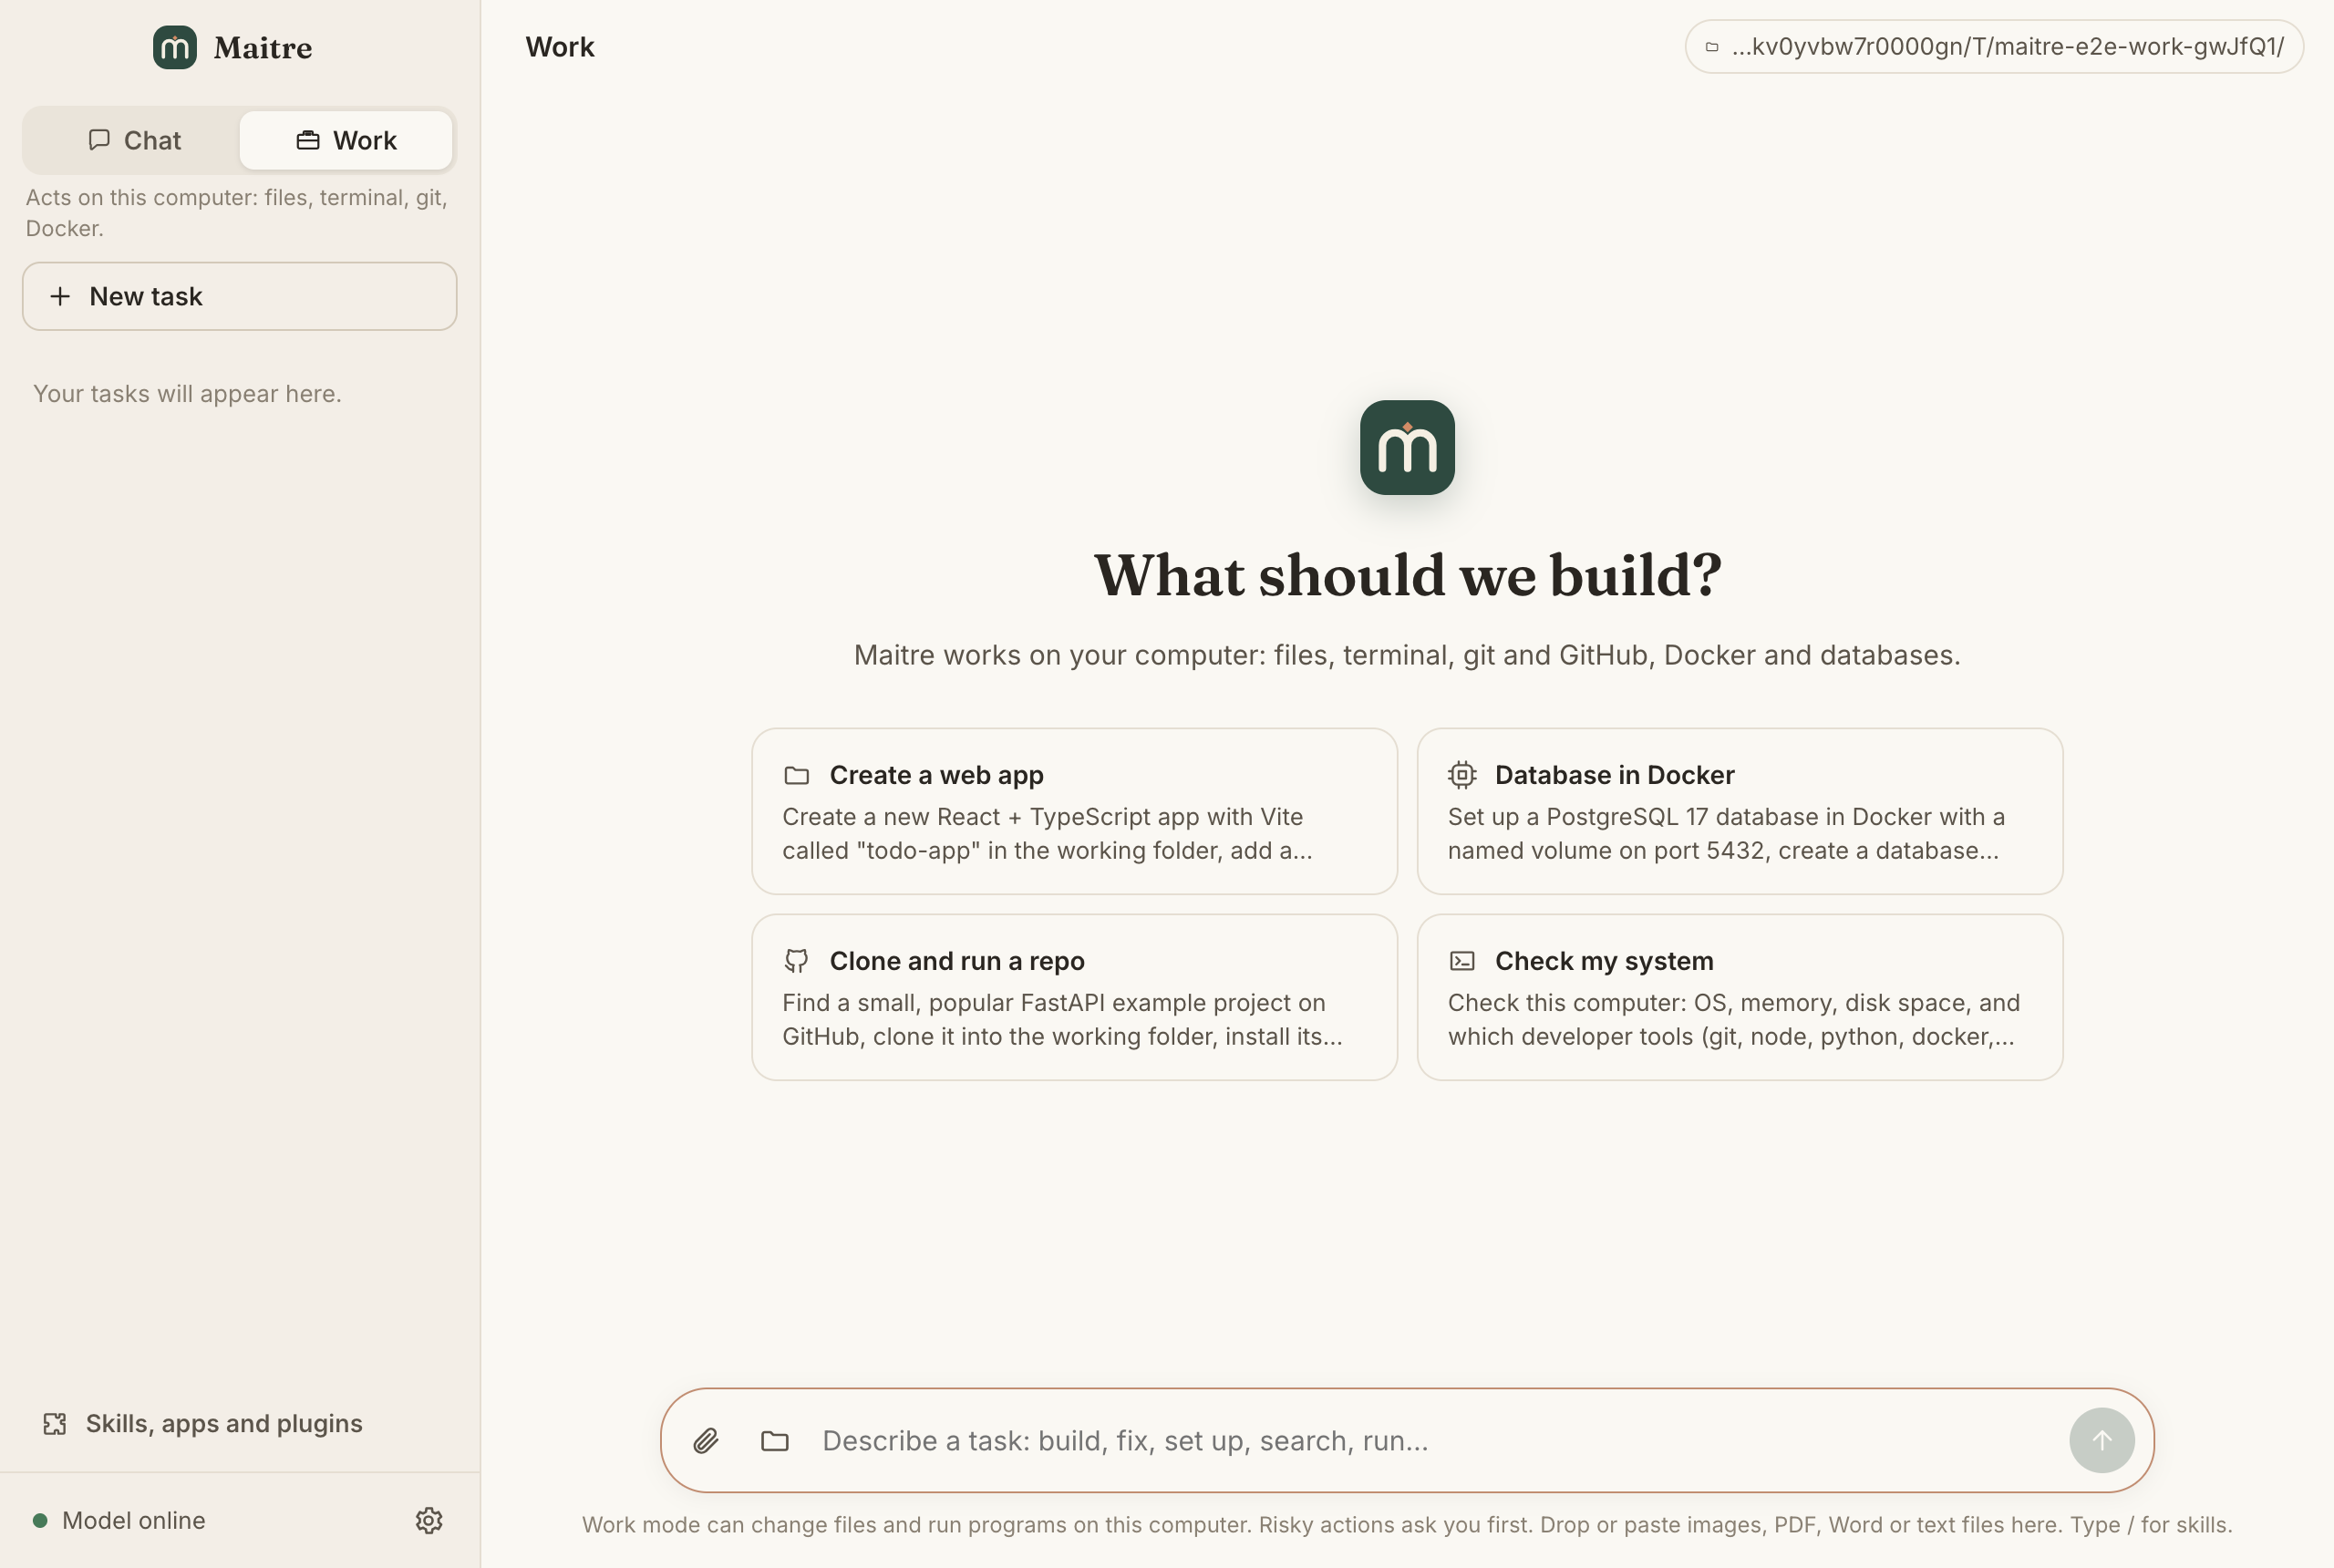 Maitre
Chat
Work
Acts on this computer: files, terminal, git,
Docker.
New task
Your tasks will appear here.
Skills, apps and plugins
Model online
Work
...kv0yvbw7r0000gn/T/maitre-e2e-work-gwJfQ1/
What should we build?
Maitre works on your computer: files, terminal, git and GitHub, Docker and databases.
Create a web app
Create a new React + TypeScript app with Vite
called "todo-app" in the working folder, add a...
Database in Docker
Set up a PostgreSQL 17 database in Docker with a
named volume on port 5432, create a database...
Clone and run a repo
Find a small, popular FastAPI example project on
GitHub, clone it into the working folder, install its...
Check my system
Check this computer: OS, memory, disk space, and
which developer tools (git, node, python, docker,...
Describe a task: build, fix, set up, search, run...
Work mode can change files and run programs on this computer. Risky actions ask you first. Drop or paste images, PDF, Word or text files here. Type / for skills.